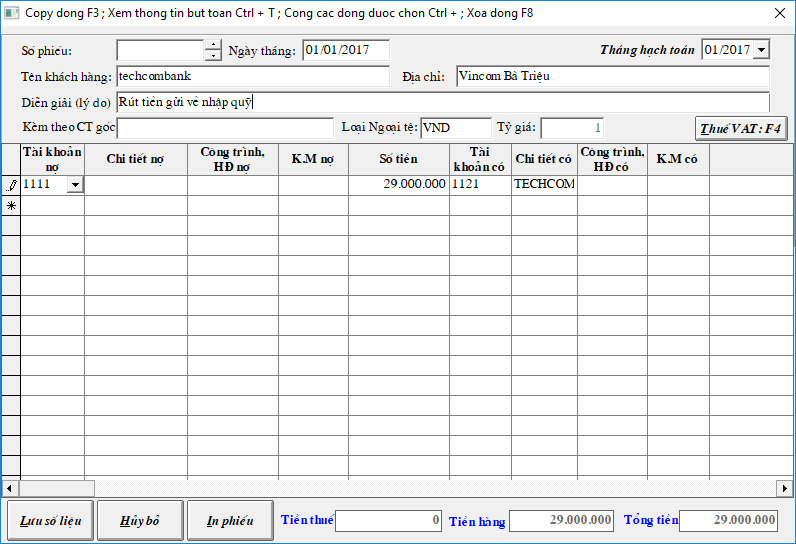 Copy dong F3 ; Xem thong tin but toan Ctrl + T ; Cong cac dong duoc chon Ctrl + ; Xoa dong F8
Số phiếu: Ngày tháng: 01/01/2017 Tháng hạch toán 01/2017
Tên khách hàng: techcombank Địa chỉ: Vincom Bà Triệu
Diễn giải (lý do) Rút tiền gửi về nhập quỹ
Kèm theo CT gốc Loại Ngoại tệ: VND Tỷ giá: 1 Thuế VAT: F4
Tài khoản nợ Chi tiết nợ Công trình, HĐ nợ K.M nợ Số tiền Tài khoản có Chi tiết có Công trình, HĐ có K.M có
1111 29.000.000 1121 TECHCOM
Lưu số liệu Hủy bỏ In phiếu Tiền thuế 0 Tiền hàng 29.000.000 Tổng tiền 29.000.000